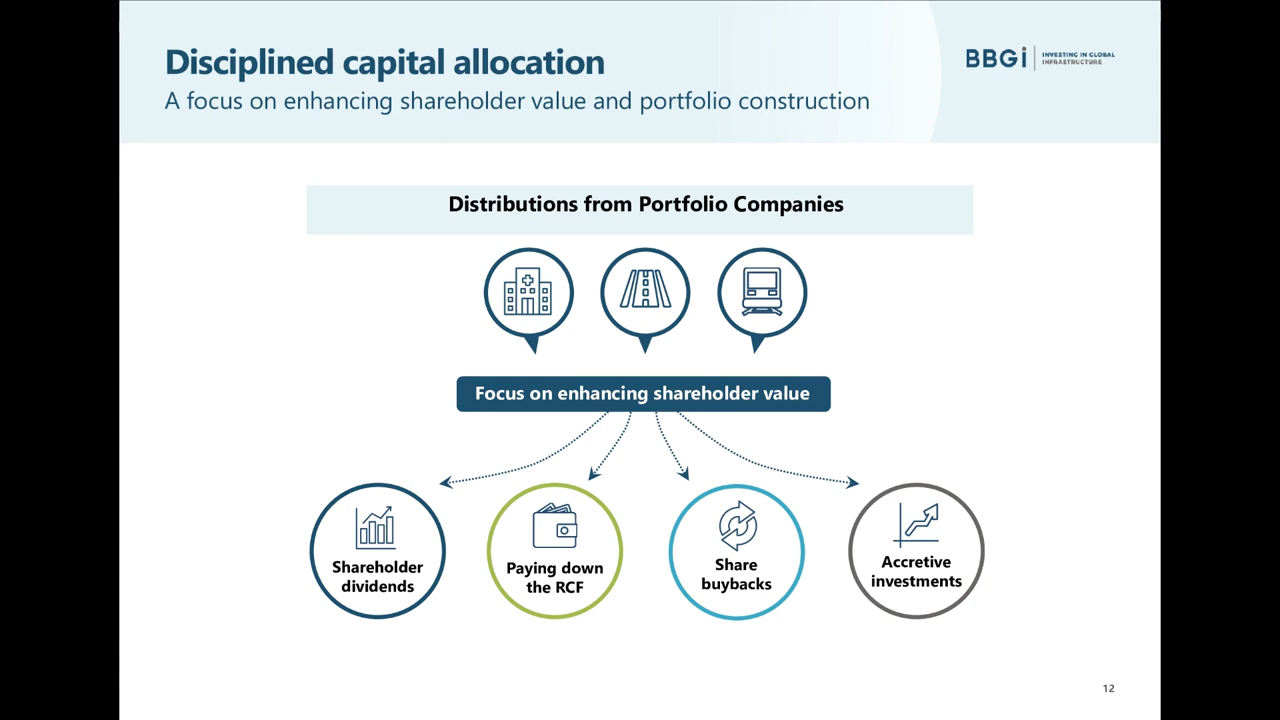 Disciplined capital allocation
A focus on enhancing shareholder value and portfolio construction
BBGi
INVESTING IN GLOBAL
INFRASTRUCTURE
Distributions from Portfolio Companies
Focus on enhancing shareholder value
Shareholder
dividends
Paying down
the RCF
Share
buybacks
Accretive
investments
12